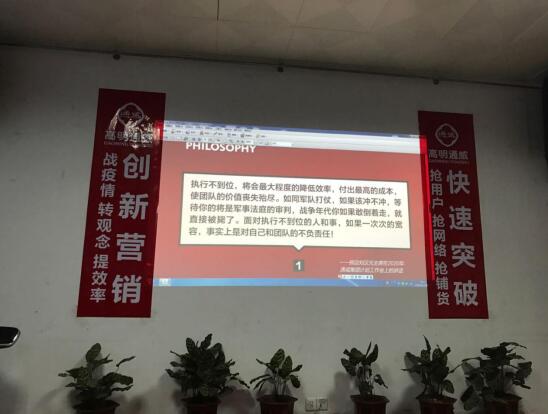 高明通威
创新营销
战疫情 转观念 提效率
PHILOSOPHY
执行不到位，将会最大程度的降低效率，付出最高的成本，
使团队的价值丧失殆尽。如同军队打仗，如果该冲不冲，等
待你的将是军事法庭的审判，战争年代你如果敢倒着走，就
直接被毙了。面对执行不到位的人和事，如果一次次的宽
容，事实上是对自己和团队的不负责任！
1
高明通威
快速突破
抢用户 抢网络 抢铺货